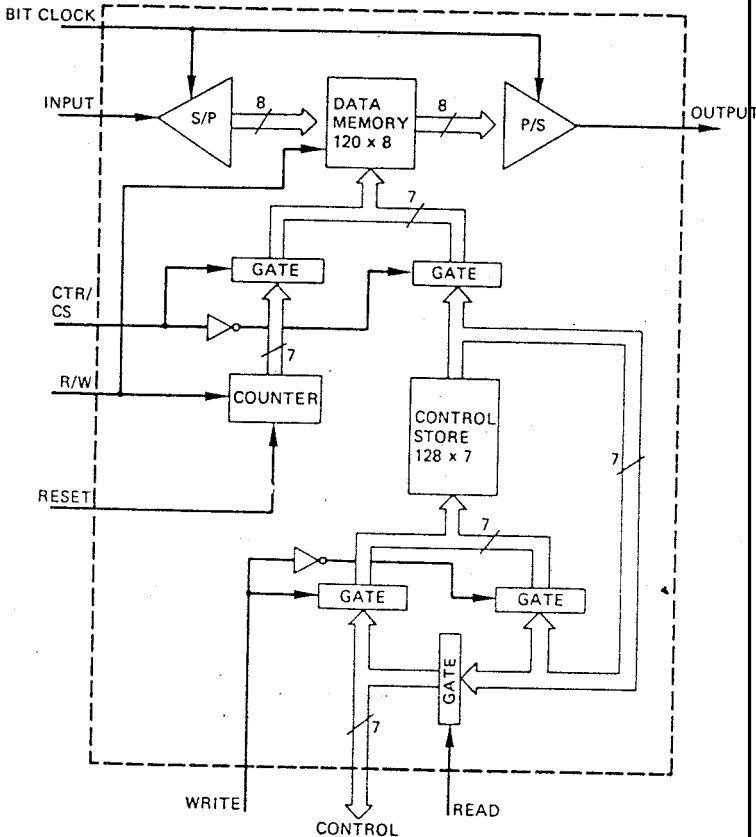 BIT CLOCK
INPUT
S/P
8
DATA
MEMORY
120 x 8
8
P/S
OUTPUT
7
GATE
GATE
CTR/
CS
7
R/W
COUNTER
CONTROL
STORE
128 x 7
7
RESET
7
GATE
GATE
GATE
7
WRITE
READ
CONTROL